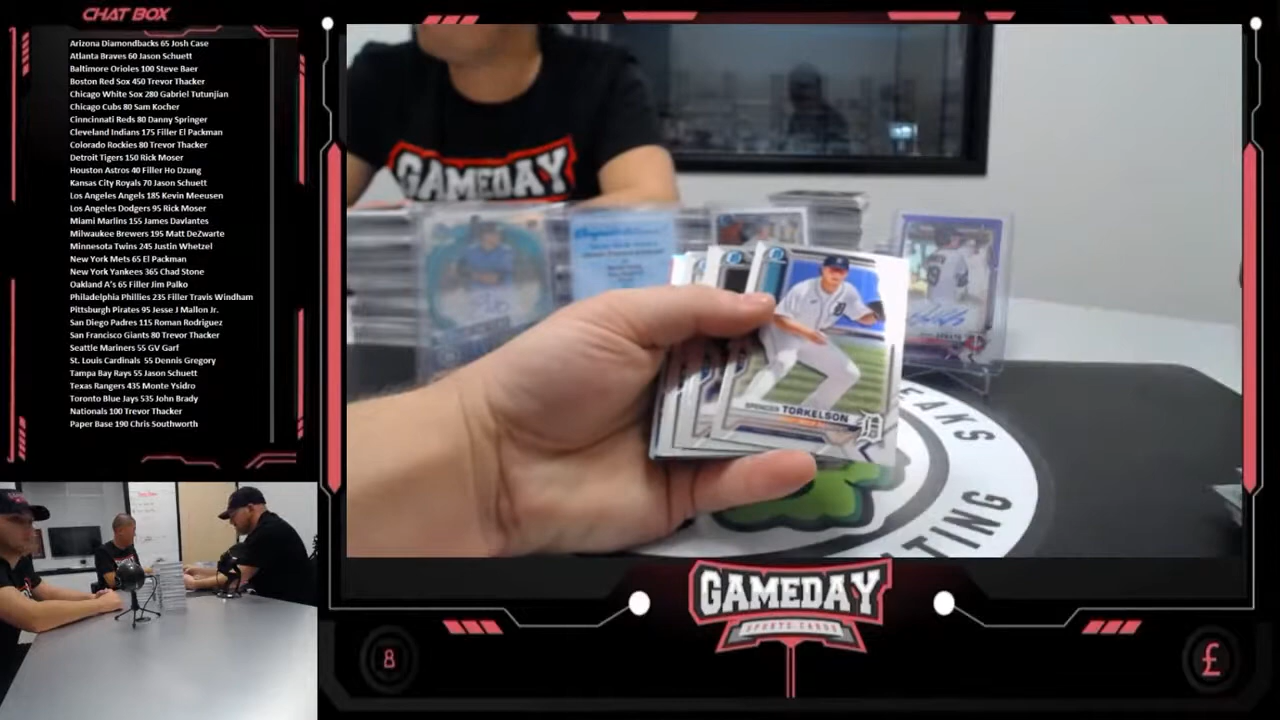 CHAT BOX
Arizona Diamondbacks 65 Josh Case
Atlanta Braves 60 Jason Schuett
Baltimore Orioles 100 Steve Baer
Boston Red Sox 450 Trevor Thacker
Chicago White Sox 280 Gabriel Tutunjian
Chicago Cubs 80 Sam Kocher
Cinncinati Reds 80 Danny Springer
Cleveland Indians 175 Filler El Packman
Colorado Rockies 80 Trevor Thacker
Detroit Tigers 150 Rick Moser
Houston Astros 40 Filler Ho Dzung
Kansas City Royals 70 Jason Schuett
Los Angeles Angels 185 Kevin Meeusen
Los Angeles Dodgers 95 Rick Moser
Miami Marlins 155 James Davlantes
Milwaukee Brewers 195 Matt DeZwarte
Minnesota Twins 245 Justin Whetzel
New York Mets 65 El Packman
New York Yankees 365 Chad Stone
Oakland A's 65 Filler Jim Palko
Philadelphia Phillies 235 Filler Travis Windham
Pittsburgh Pirates 95 Jesse J Mallon Jr.
San Diego Padres 115 Roman Rodriguez
San Francisco Giants 80 Trevor Thacker
Seattle Mariners 55 GV Garf
St. Louis Cardinals 55 Dennis Gregory
Tampa Bay Rays 55 Jason Schuett
Texas Rangers 435 Monte Ysidro
Toronto Blue Jays 535 John Brady
Nationals 100 Trevor Thacker
Paper Base 190 Chris Southworth
GAMEDAY
SPENCER TORKELSON
D
EAKS
TING
GAMEDAY
SPORTS CARDS
8
£